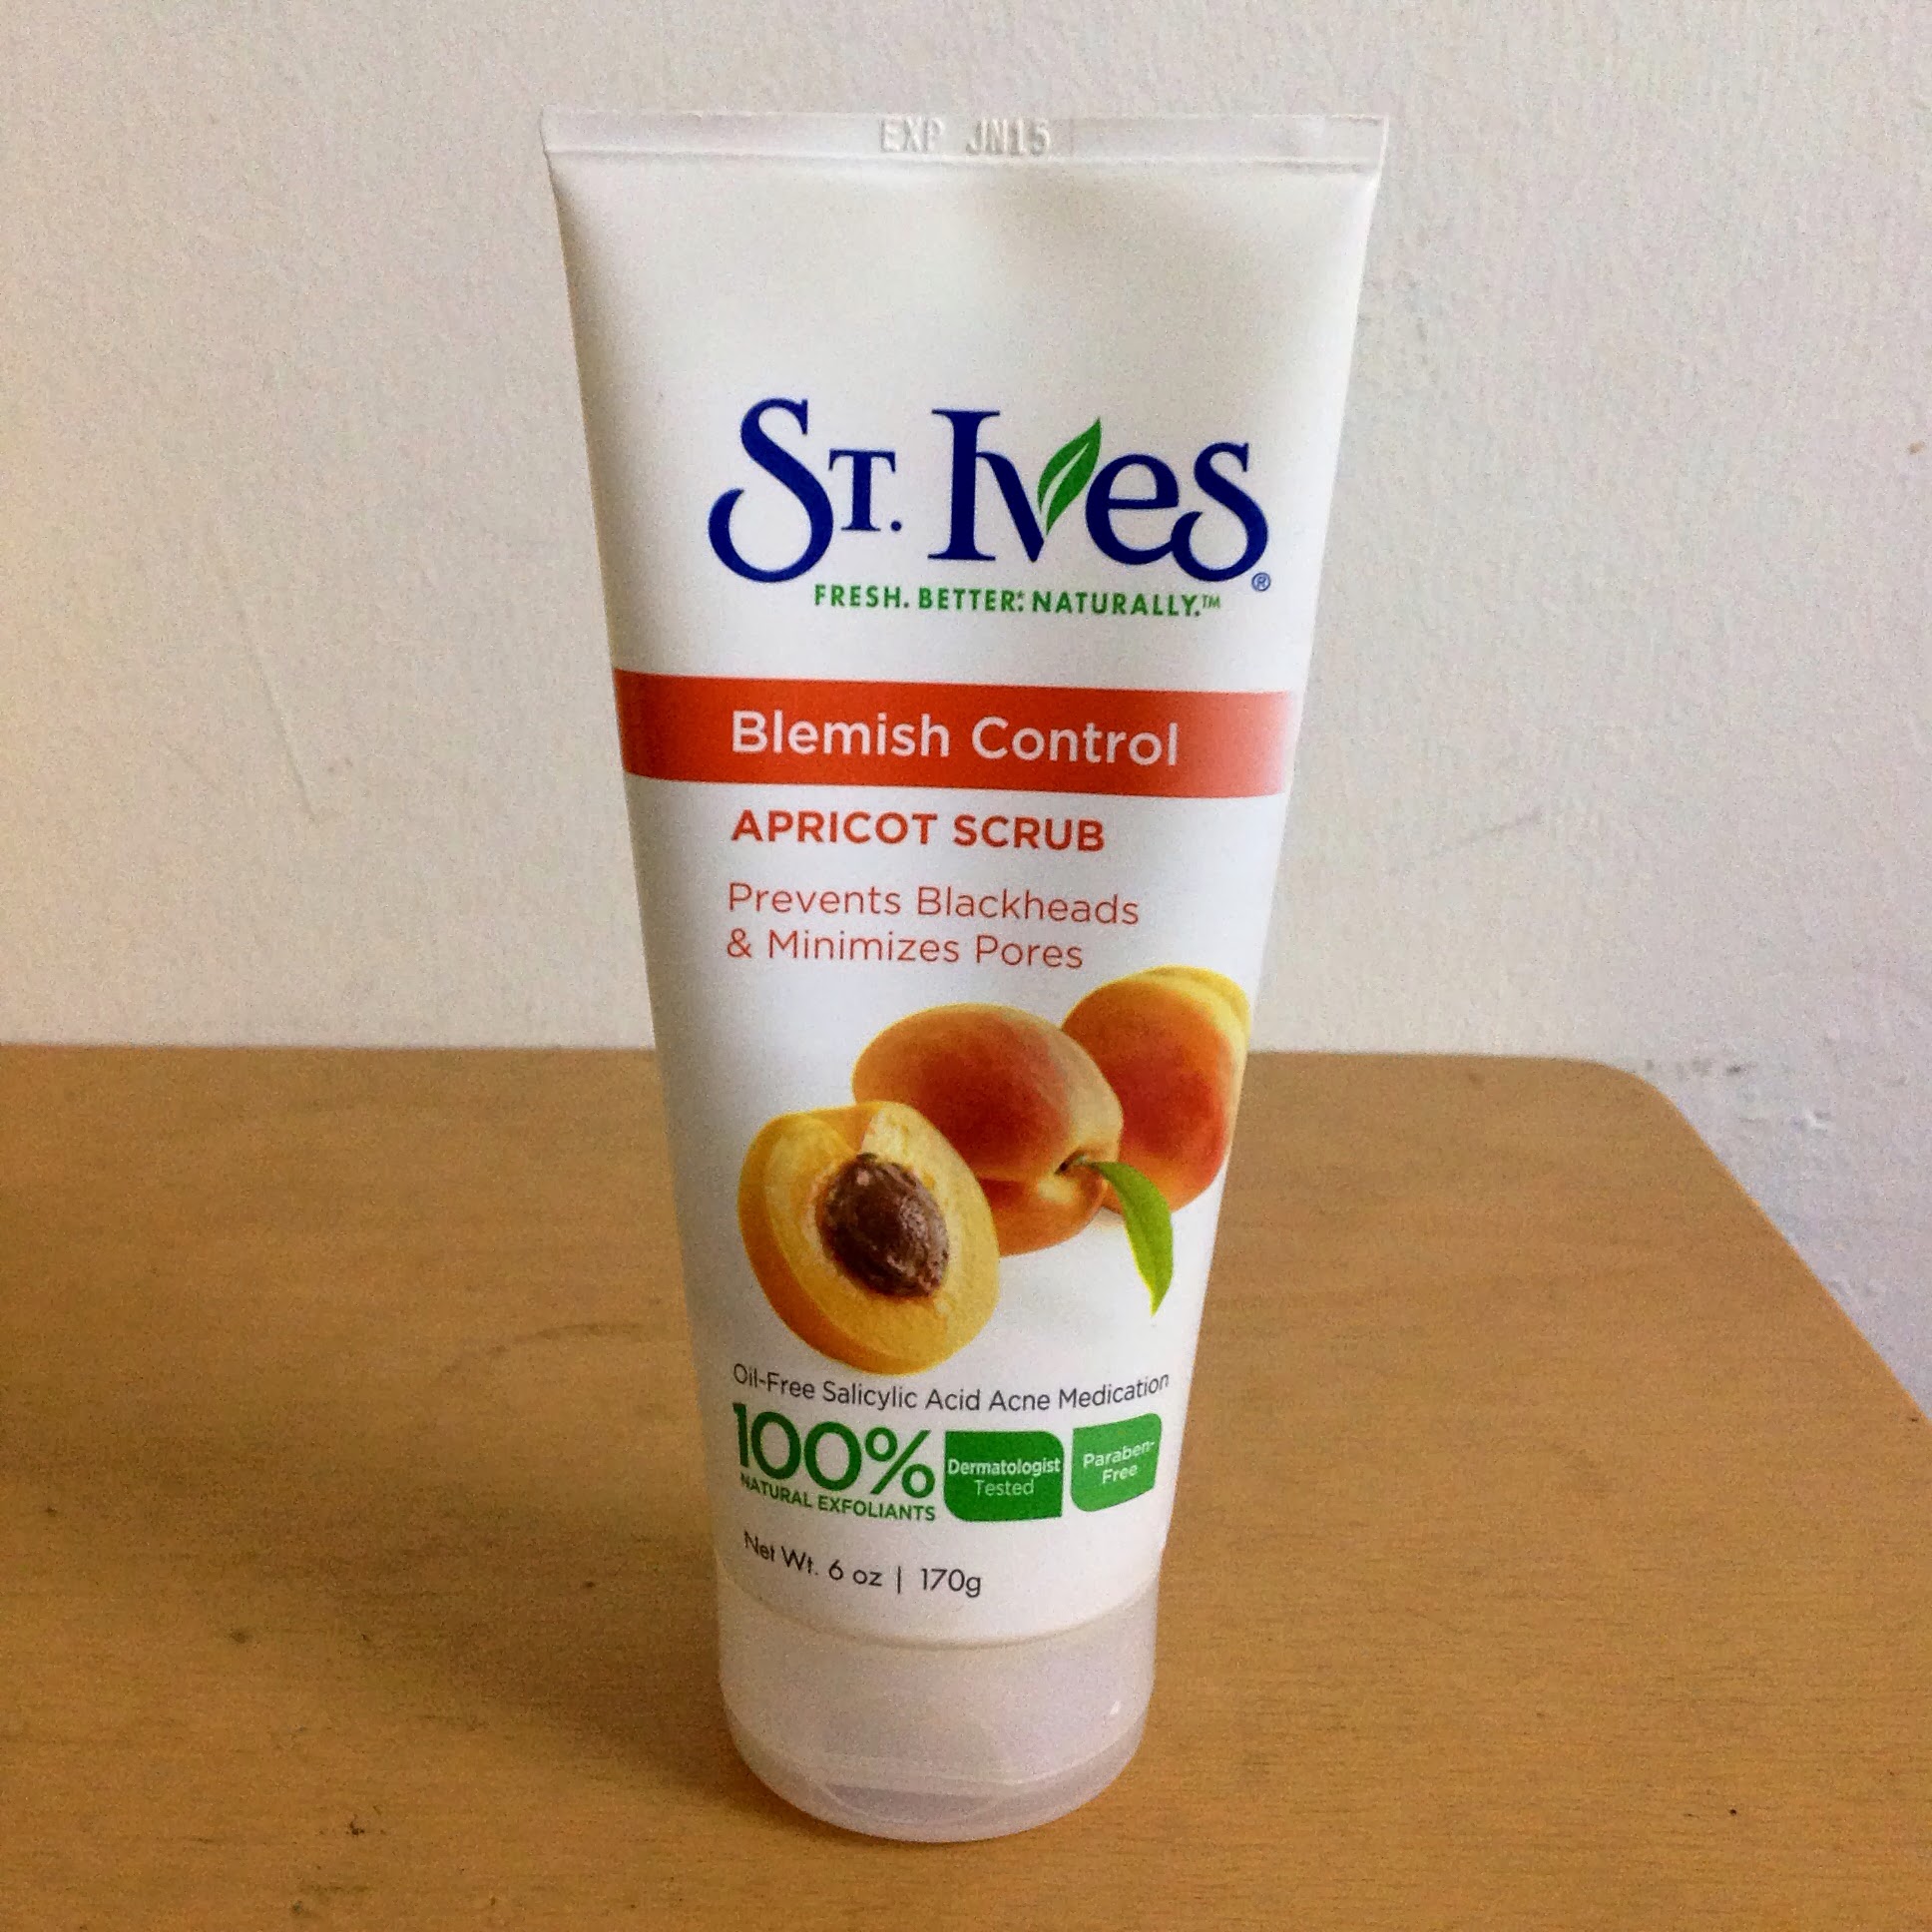 EXP JN15
ST. Ives®
FRESH. BETTER.* NATURALLY.™
Blemish Control
APRICOT SCRUB
Prevents Blackheads
& Minimizes Pores
Oil-Free Salicylic Acid Acne Medication
100%
NATURAL EXFOLIANTS
Dermatologist
Tested
Paraben-
Free
Net Wt. 6 oz | 170g